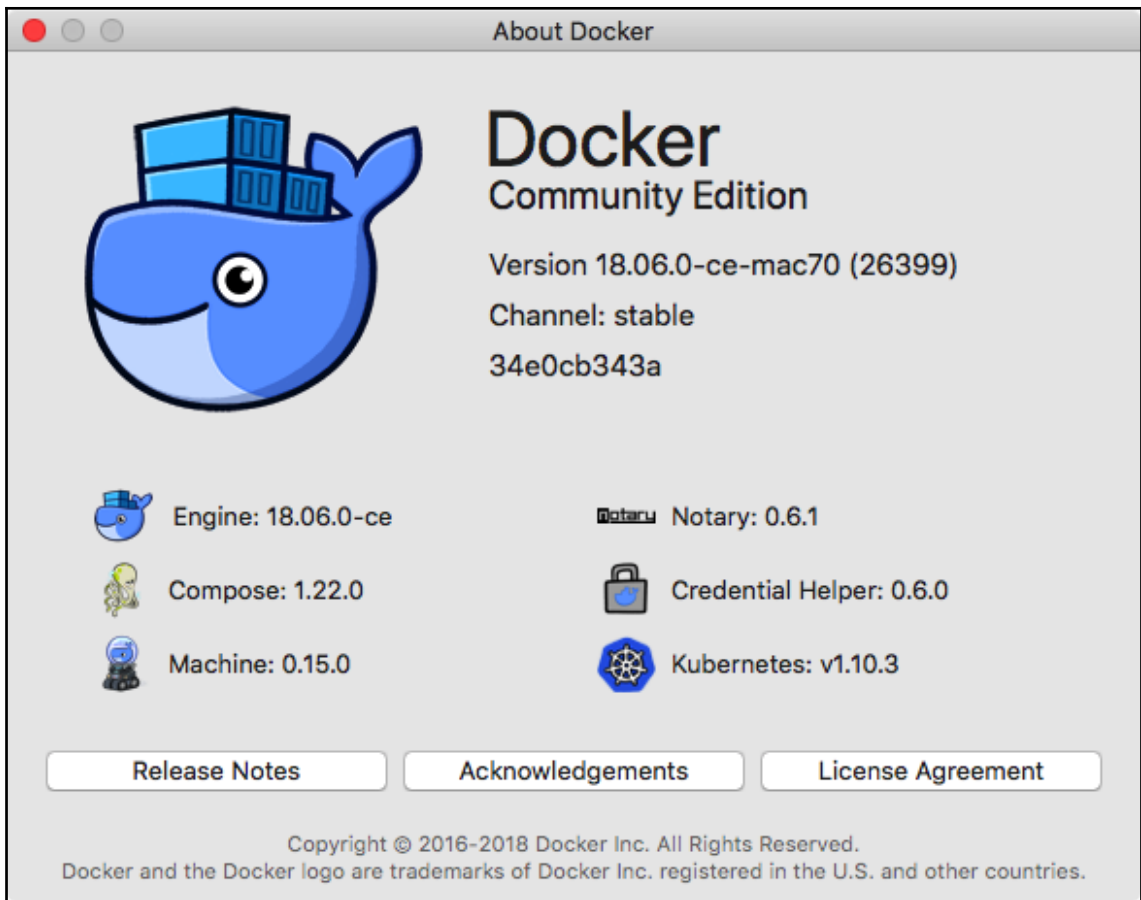 About Docker
Docker
Community Edition
Version 18.06.0-ce-mac70 (26399)
Channel: stable
34e0cb343a
Engine: 18.06.0-ce
notary Notary: 0.6.1
Compose: 1.22.0
Credential Helper: 0.6.0
Machine: 0.15.0
Kubernetes: v1.10.3
Release Notes
Acknowledgements
License Agreement
Copyright © 2016-2018 Docker Inc. All Rights Reserved.
Docker and the Docker logo are trademarks of Docker Inc. registered in the U.S. and other countries.